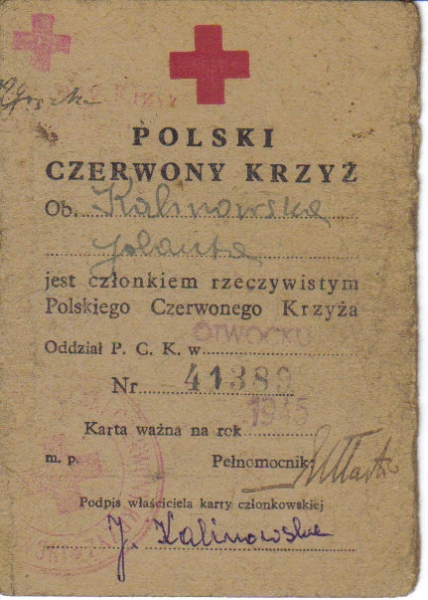 POLSKI
CZERWONY KRZYŻ
Ob. Kalinowska
Jolanta
jest członkiem rzeczywistym
Polskiego Czerwonego Krzyża
Oddział P. C. K. w OTWOCKU
Nr 41389
Karta ważna na rok 1945
m. p. Pełnomocnik
Podpis właściciela karty członkowskiej
J. Kalinowska